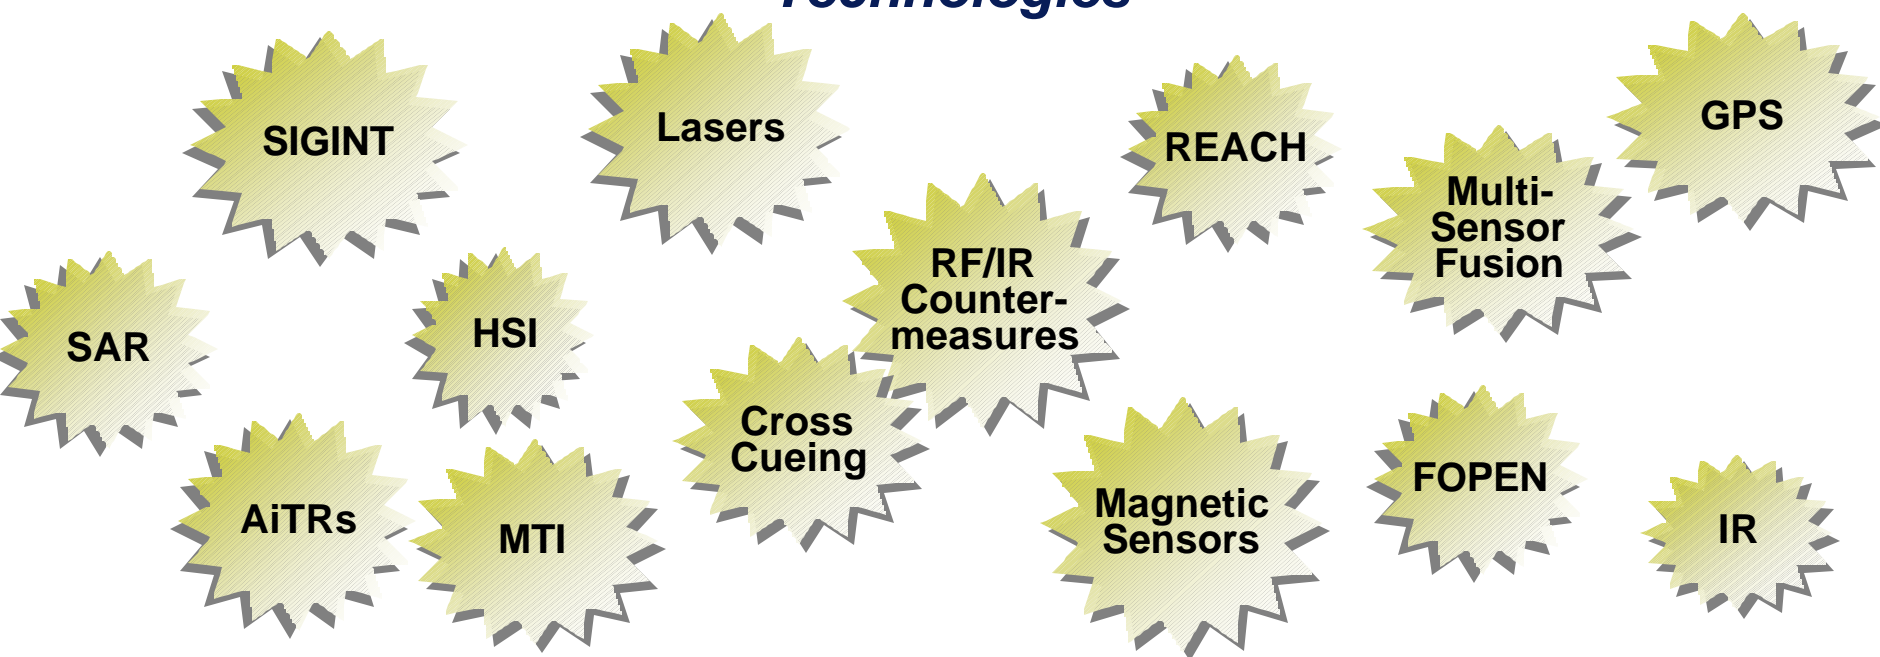 Technologies
SIGINT
Lasers
REACH
GPS
Multi-
Sensor
Fusion
RF/IR
Counter-
measures
SAR
HSI
Cross
Cueing
AiTRs
MTI
Magnetic
Sensors
FOPEN
IR